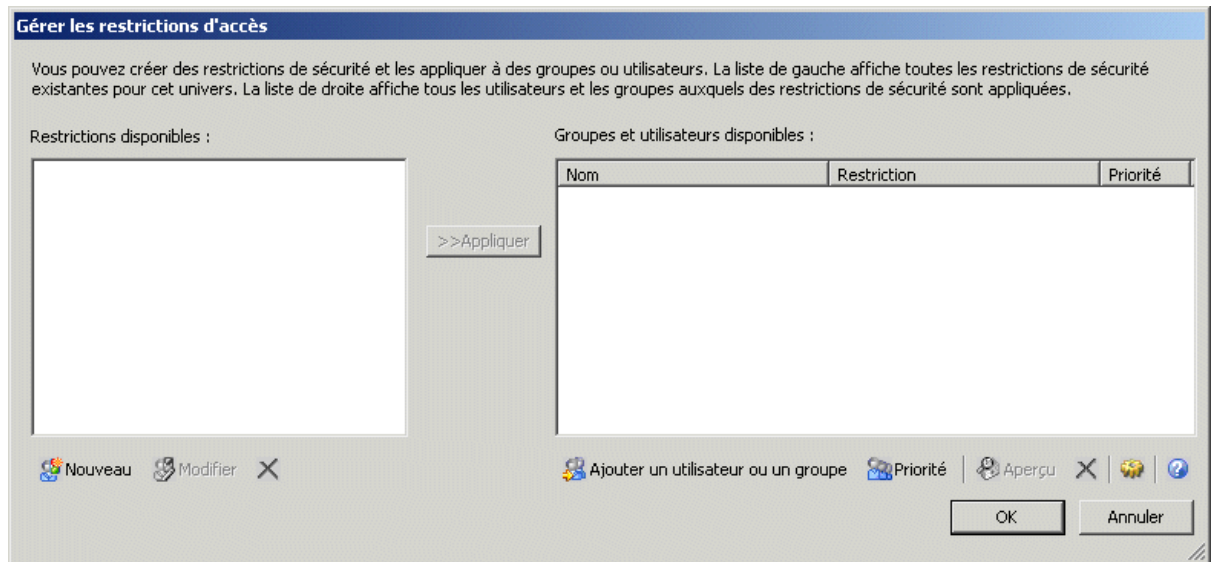 Gérer les restrictions d'accès
Vous pouvez créer des restrictions de sécurité et les appliquer à des groupes ou utilisateurs. La liste de gauche affiche toutes les restrictions de sécurité
existantes pour cet univers. La liste de droite affiche tous les utilisateurs et les groupes auxquels des restrictions de sécurité sont appliquées.
Restrictions disponibles :
Groupes et utilisateurs disponibles :
Nom Restriction Priorité
>>Appliquer
Nouveau Modifier
Ajouter un utilisateur ou un groupe Priorité Aperçu
OK Annuler